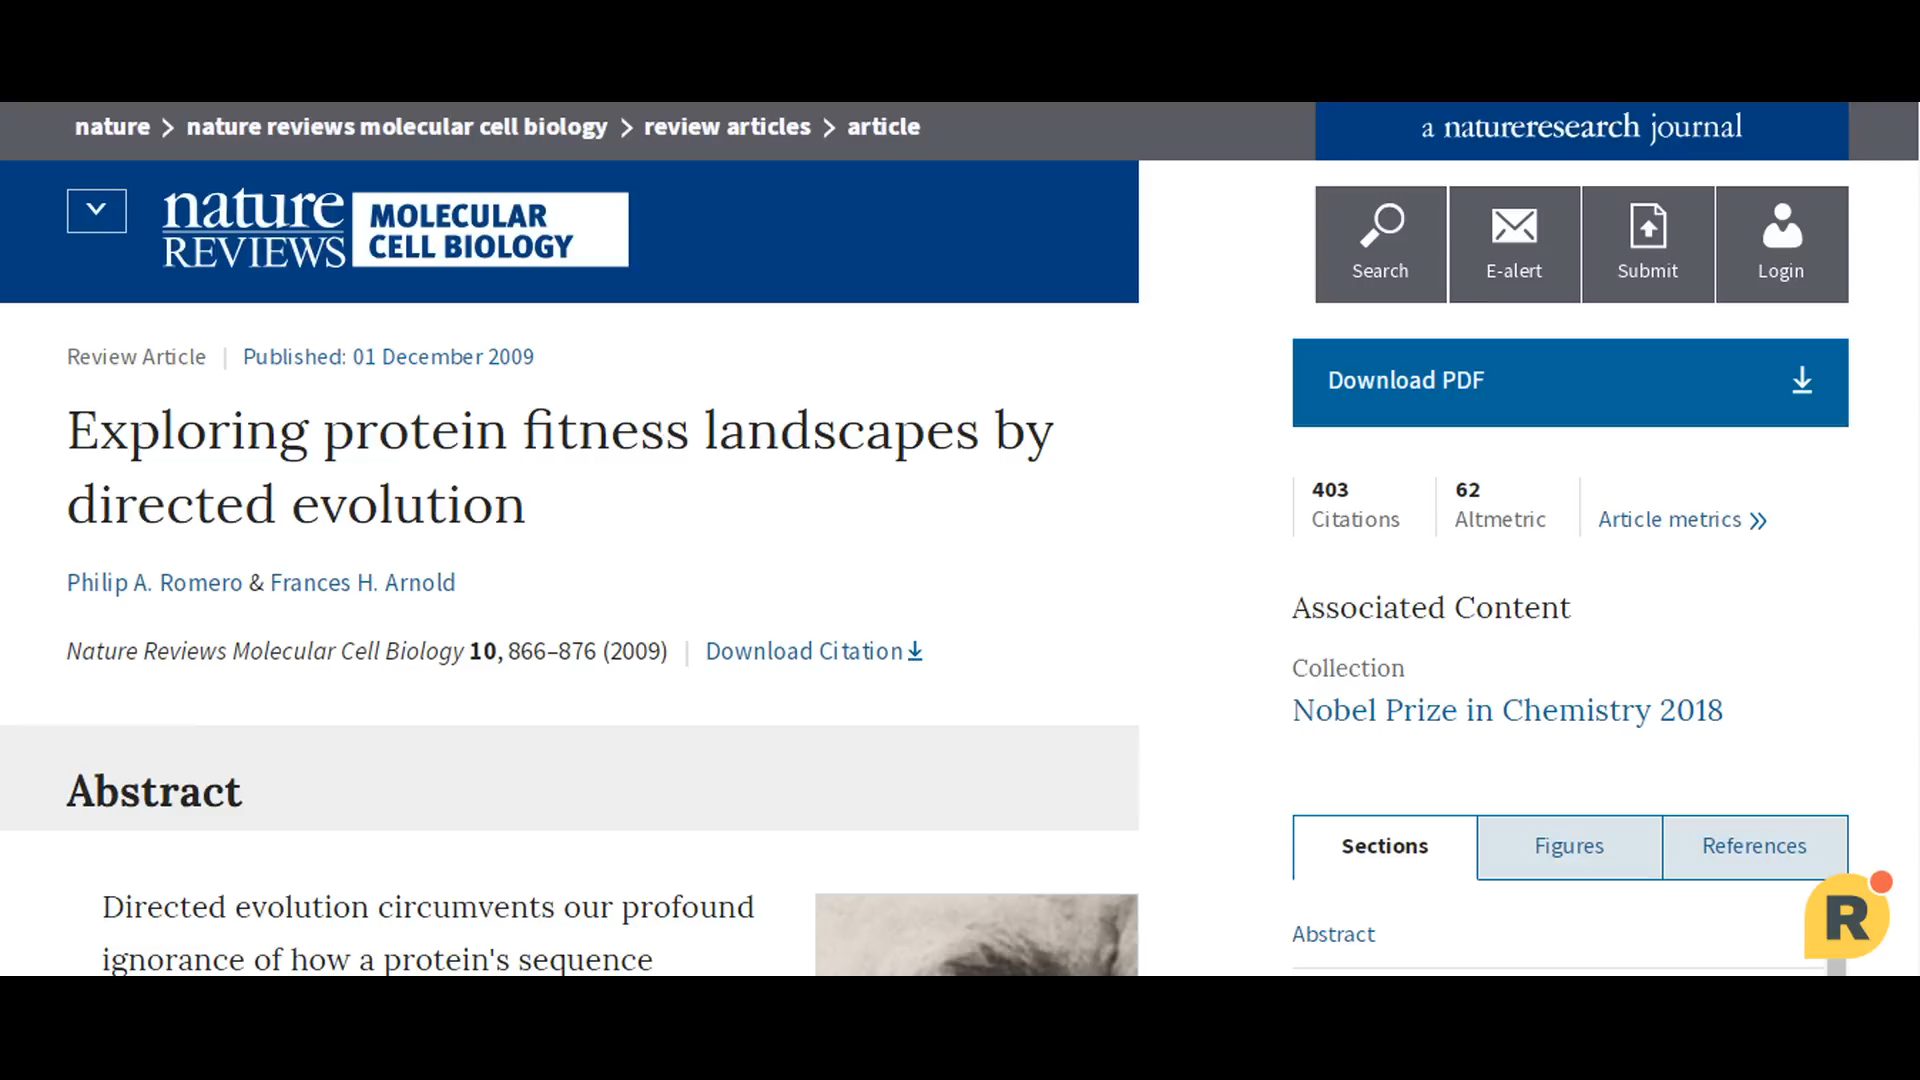 nature > nature reviews molecular cell biology > review articles > article
a natureresearch journal
nature
REVIEWS
MOLECULAR
CELL BIOLOGY
Search
E-alert
Submit
Login
Review Article | Published: 01 December 2009
Exploring protein fitness landscapes by
directed evolution
Philip A. Romero & Frances H. Arnold
Nature Reviews Molecular Cell Biology 10, 866–876 (2009) | Download Citation
Abstract
Directed evolution circumvents our profound
ignorance of how a protein's sequence
Download PDF
403
Citations
62
Altmetric
Article metrics
Associated Content
Collection
Nobel Prize in Chemistry 2018
Sections
Figures
References
Abstract
R